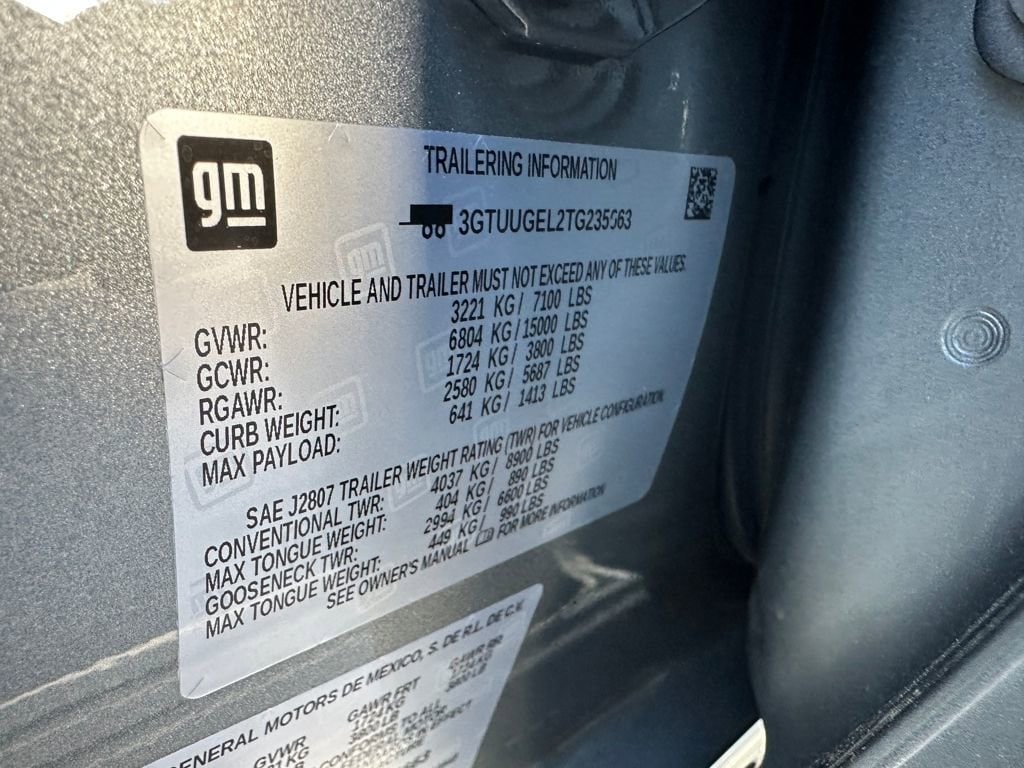 gm
TRAILERING INFORMATION
3GTUUGEL2TG235663
VEHICLE AND TRAILER MUST NOT EXCEED ANY OF THESE VALUES.
GVWR: 3221 KG/ 7100 LBS
GCWR: 6804 KG/ 15000 LBS
RGAWR: 1724 KG/ 3800 LBS
CURB WEIGHT: 2580 KG/ 5687 LBS
MAX PAYLOAD: 641 KG/ 1413 LBS
SAE J2807 TRAILER WEIGHT RATING (TWR) FOR VEHICLE CONFIGURATION.
CONVENTIONAL TWR: 4037 KG/ 8900 LBS
MAX TONGUE WEIGHT: 404 KG/ 890 LBS
GOOSENECK TWR: 2994 KG/ 6600 LBS
MAX TONGUE WEIGHT: 449 KG/ 990 LBS
SEE OWNER'S MANUAL FOR MORE INFORMATION
GENERAL MOTORS DE MEXICO, S. DE R.L. DE C.V.
GVWR GAWR FRT GAWR RR